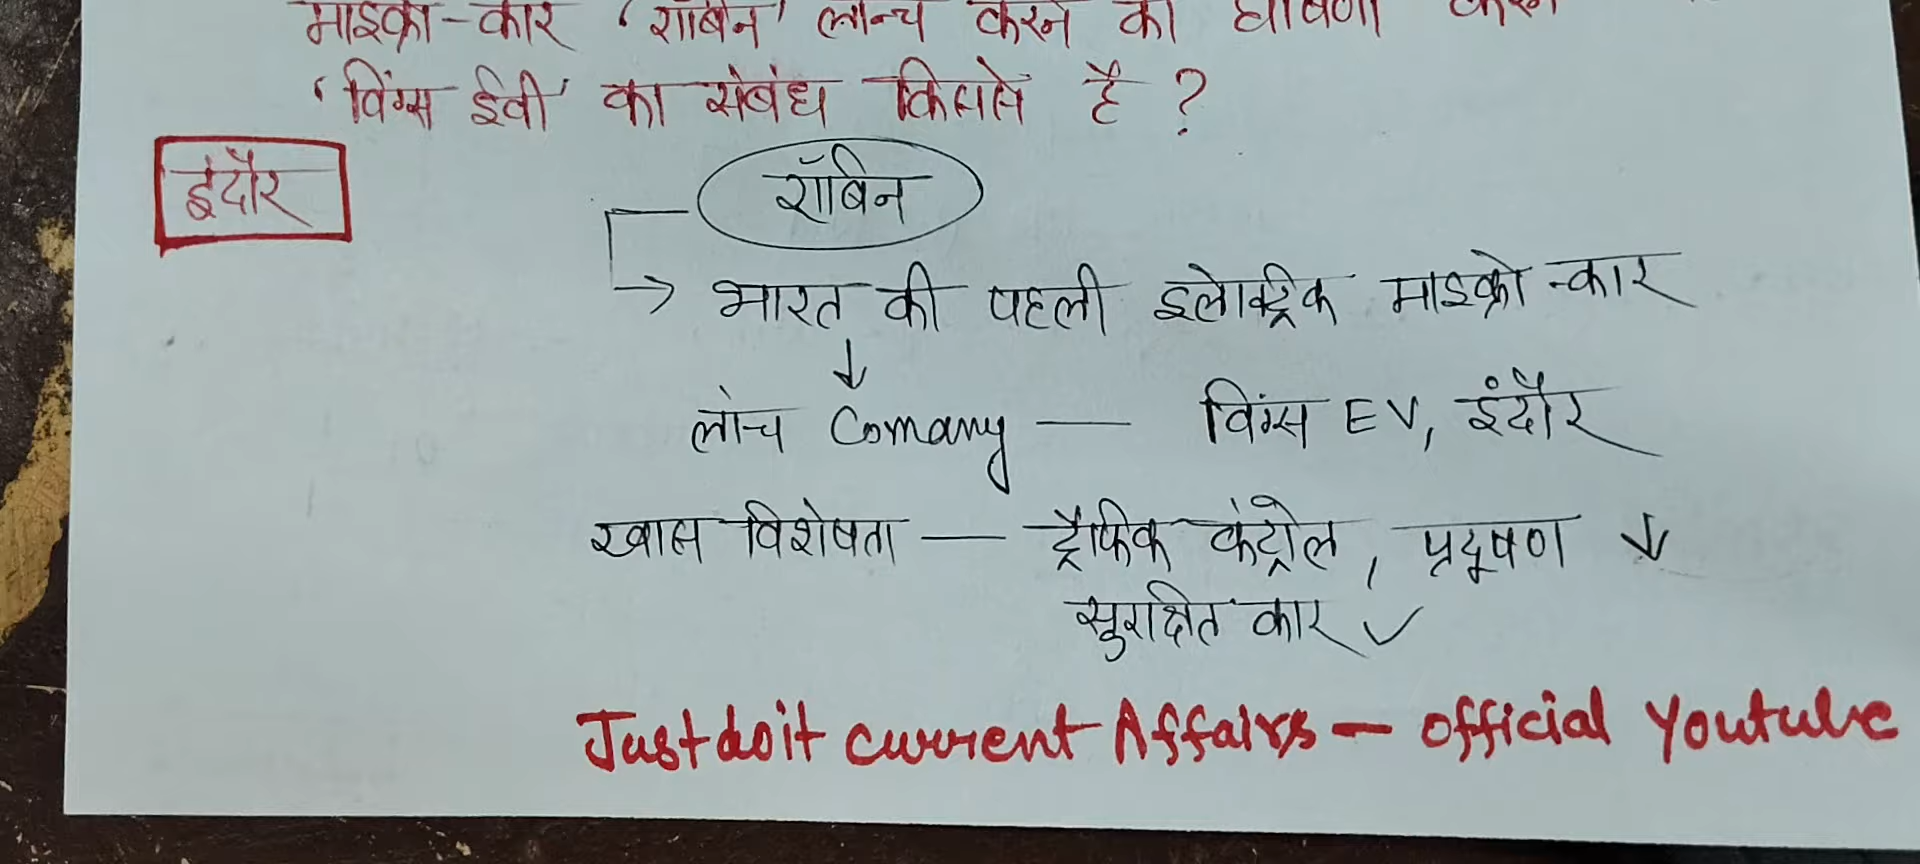 माइक्रो-कार 'रॉबिन' लॉन्च करने की घोषणा करने
'विंग्स ईवी' का संबंध किससे है ?
इंदौर
रॉबिन
→ भारत की पहली इलेक्ट्रिक माइक्रो-कार
↓
लांच Comany — विंग्स EV, इंदौर
खास विशेषता — ट्रैफिक कंट्रोल, प्रदूषण ↓
सुरक्षित कार ✓
Justdoit current Affairs - official Youtube